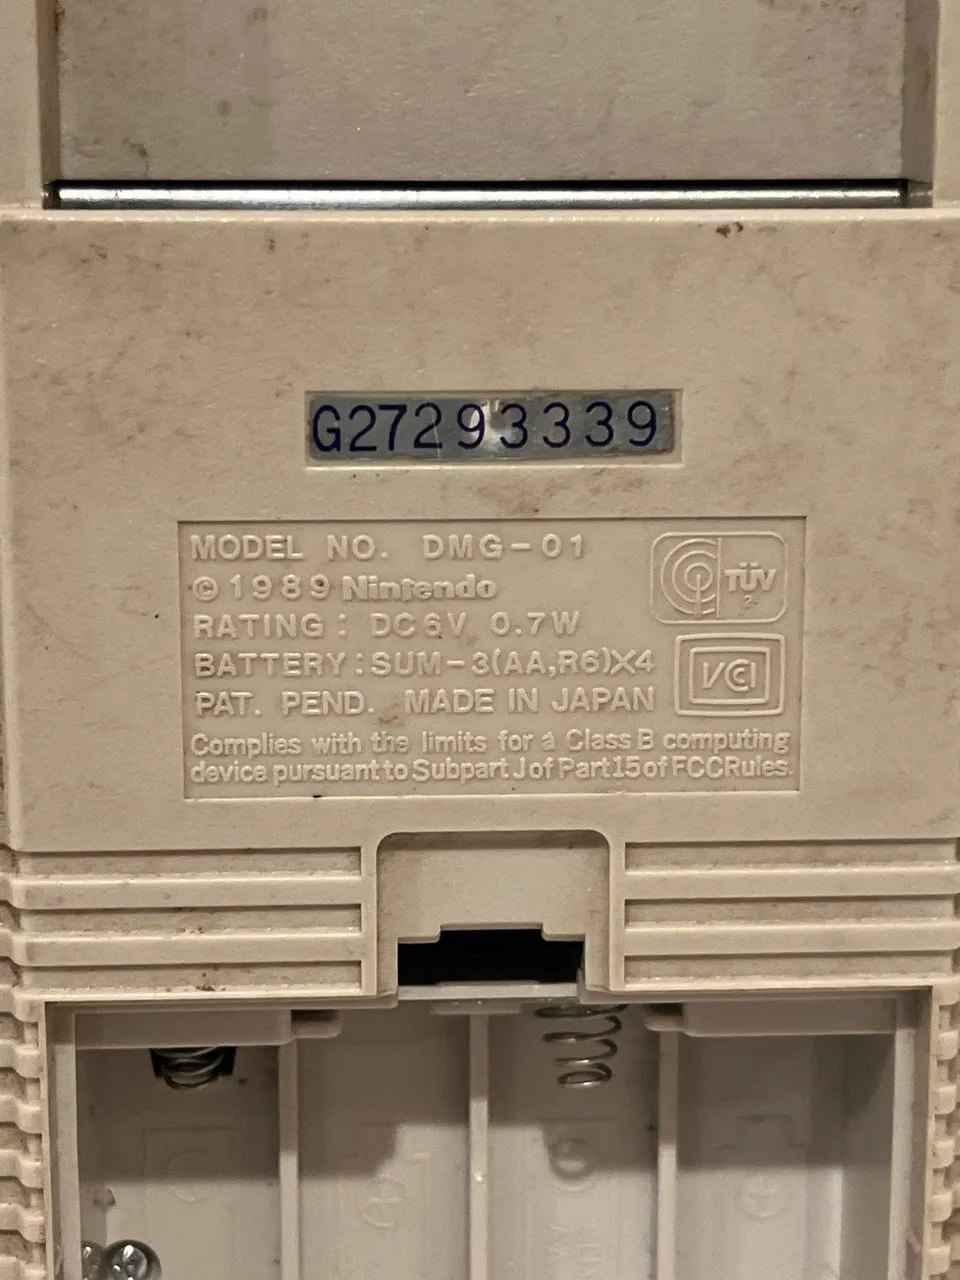 G27293339
MODEL NO. DMG-01
© 1989 Nintendo
RATING : DC6V 0.7W
BATTERY : SUM-3(AA,R6)X4
PAT. PEND. MADE IN JAPAN
Complies with the limits for a Class B computing
device pursuant to Subpart J of Part 15 of FCC Rules.
TÜV
VCI